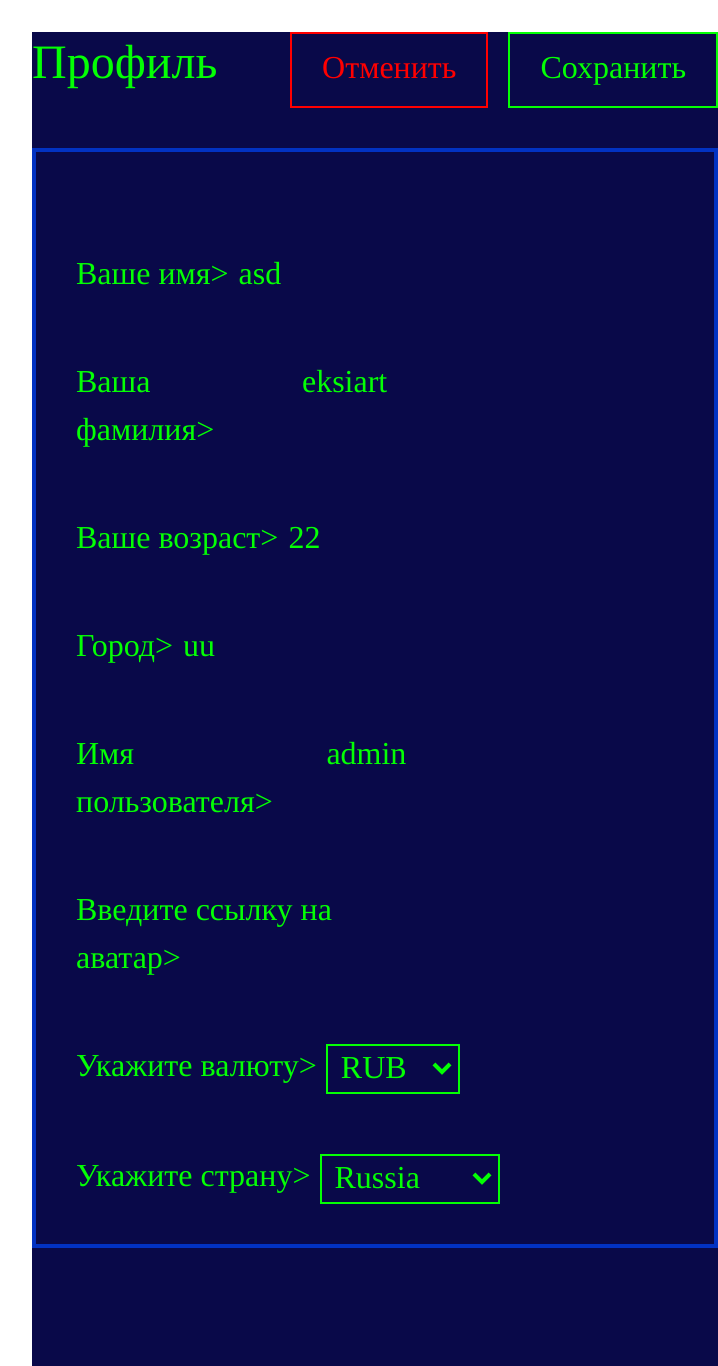 Профиль Отменить Сохранить
Ваше имя> asd
Ваша eksiart
фамилия>
Ваше возраст> 22
Город> uu
Имя admin
пользователя>
Введите ссылку на
аватар>
Укажите валюту> RUB
Укажите страну> Russia